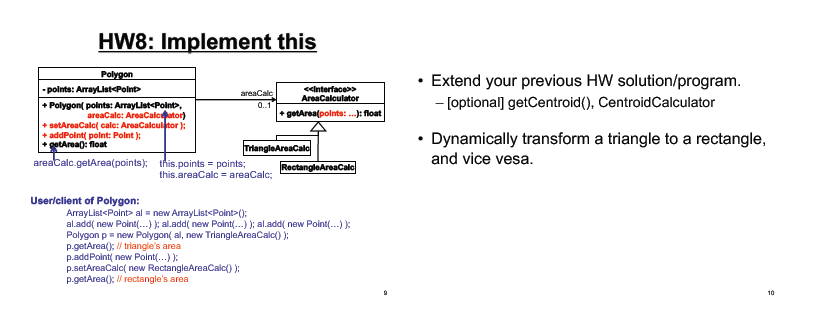 HW8: Implement this
Polygon
- points: ArrayList<Point>
+ Polygon( points: ArrayList<Point>,
areaCalc: AreaCalculator)
+ setAreaCalc( calc: AreaCalculator );
+ addPoint( point: Point );
+ getArea(): float
areaCalc
0..1
<<Interface>>
AreaCalculator
+ getArea(points: …): float
TriangleAreaCalc
RectangleAreaCalc
areaCalc.getArea(points);
this.points = points;
this.areaCalc = areaCalc;
User/client of Polygon:
ArrayList<Point> al = new ArrayList<Point>();
al.add( new Point(…) ); al.add( new Point(…) ); al.add( new Point(…) );
Polygon p = new Polygon( al, new TriangleAreaCalc() );
p.getArea(); // triangle's area
p.addPoint( new Point(…) );
p.setAreaCalc( new RectangleAreaCalc() );
p.getArea(); // rectangle's area
9
• Extend your previous HW solution/program.
– [optional] getCentroid(), CentroidCalculator
• Dynamically transform a triangle to a rectangle,
and vice vesa.
10